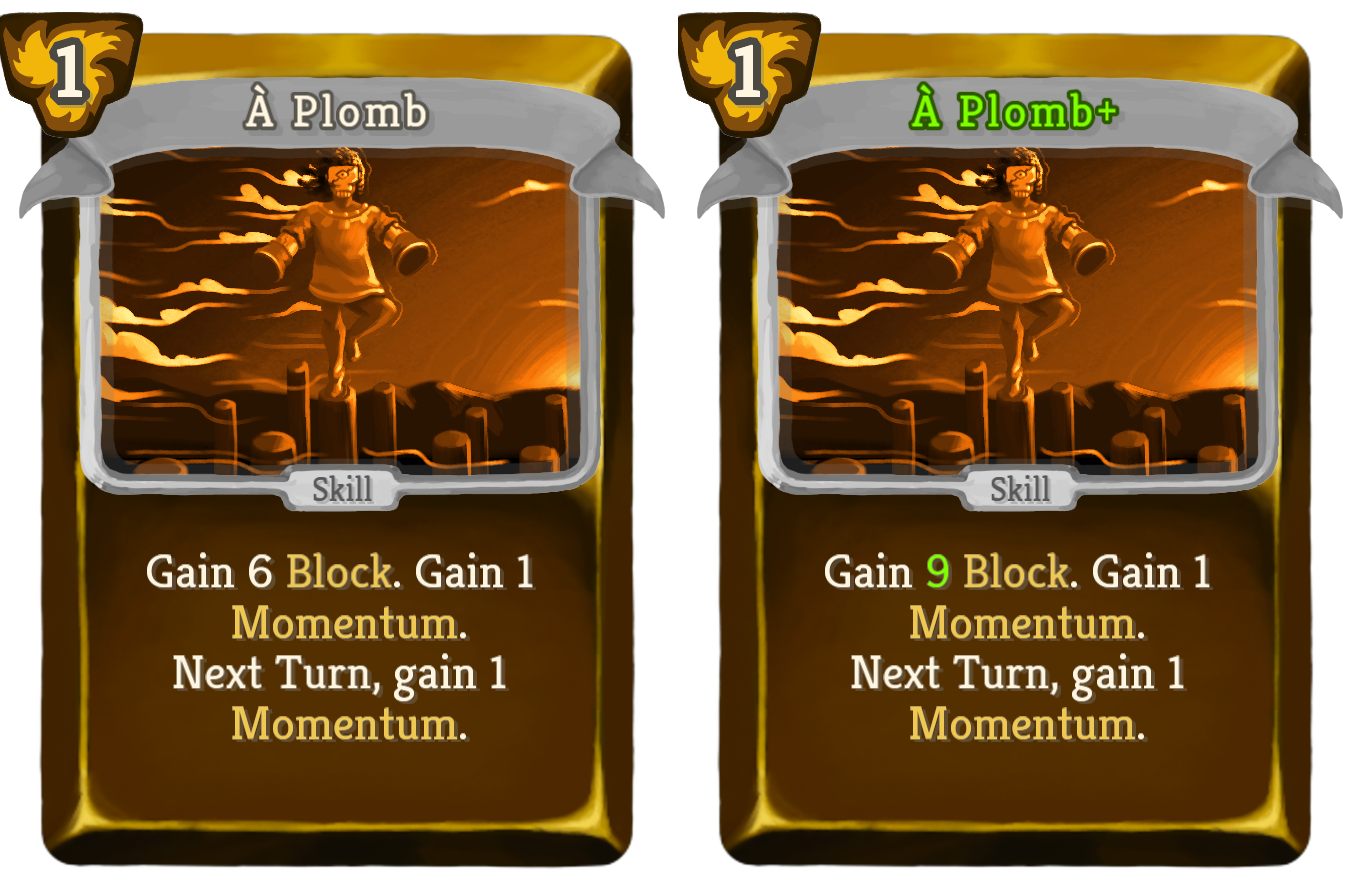 1
À Plomb
Skill
Gain 6 Block. Gain 1
Momentum.
Next Turn, gain 1
Momentum.
1
À Plomb+
Skill
Gain 9 Block. Gain 1
Momentum.
Next Turn, gain 1
Momentum.